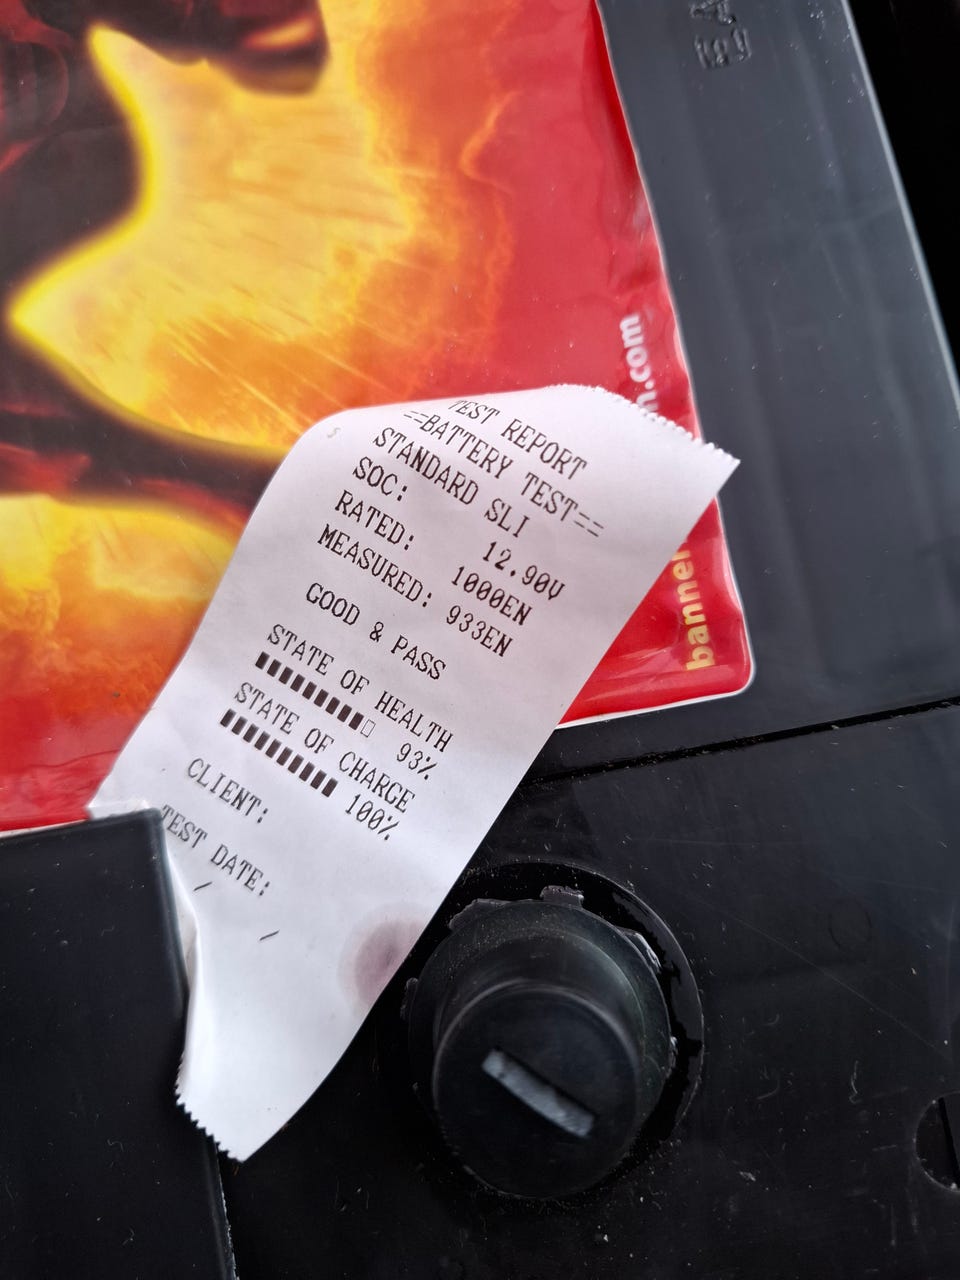 TEST REPORT
==BATTERY TEST==
STANDARD SLI
SOC: 12.90V
RATED: 1000EN
MEASURED: 933EN
GOOD & PASS
STATE OF HEALTH
93%
STATE OF CHARGE
100%
CLIENT:
TEST DATE:
/ /
banner
.com